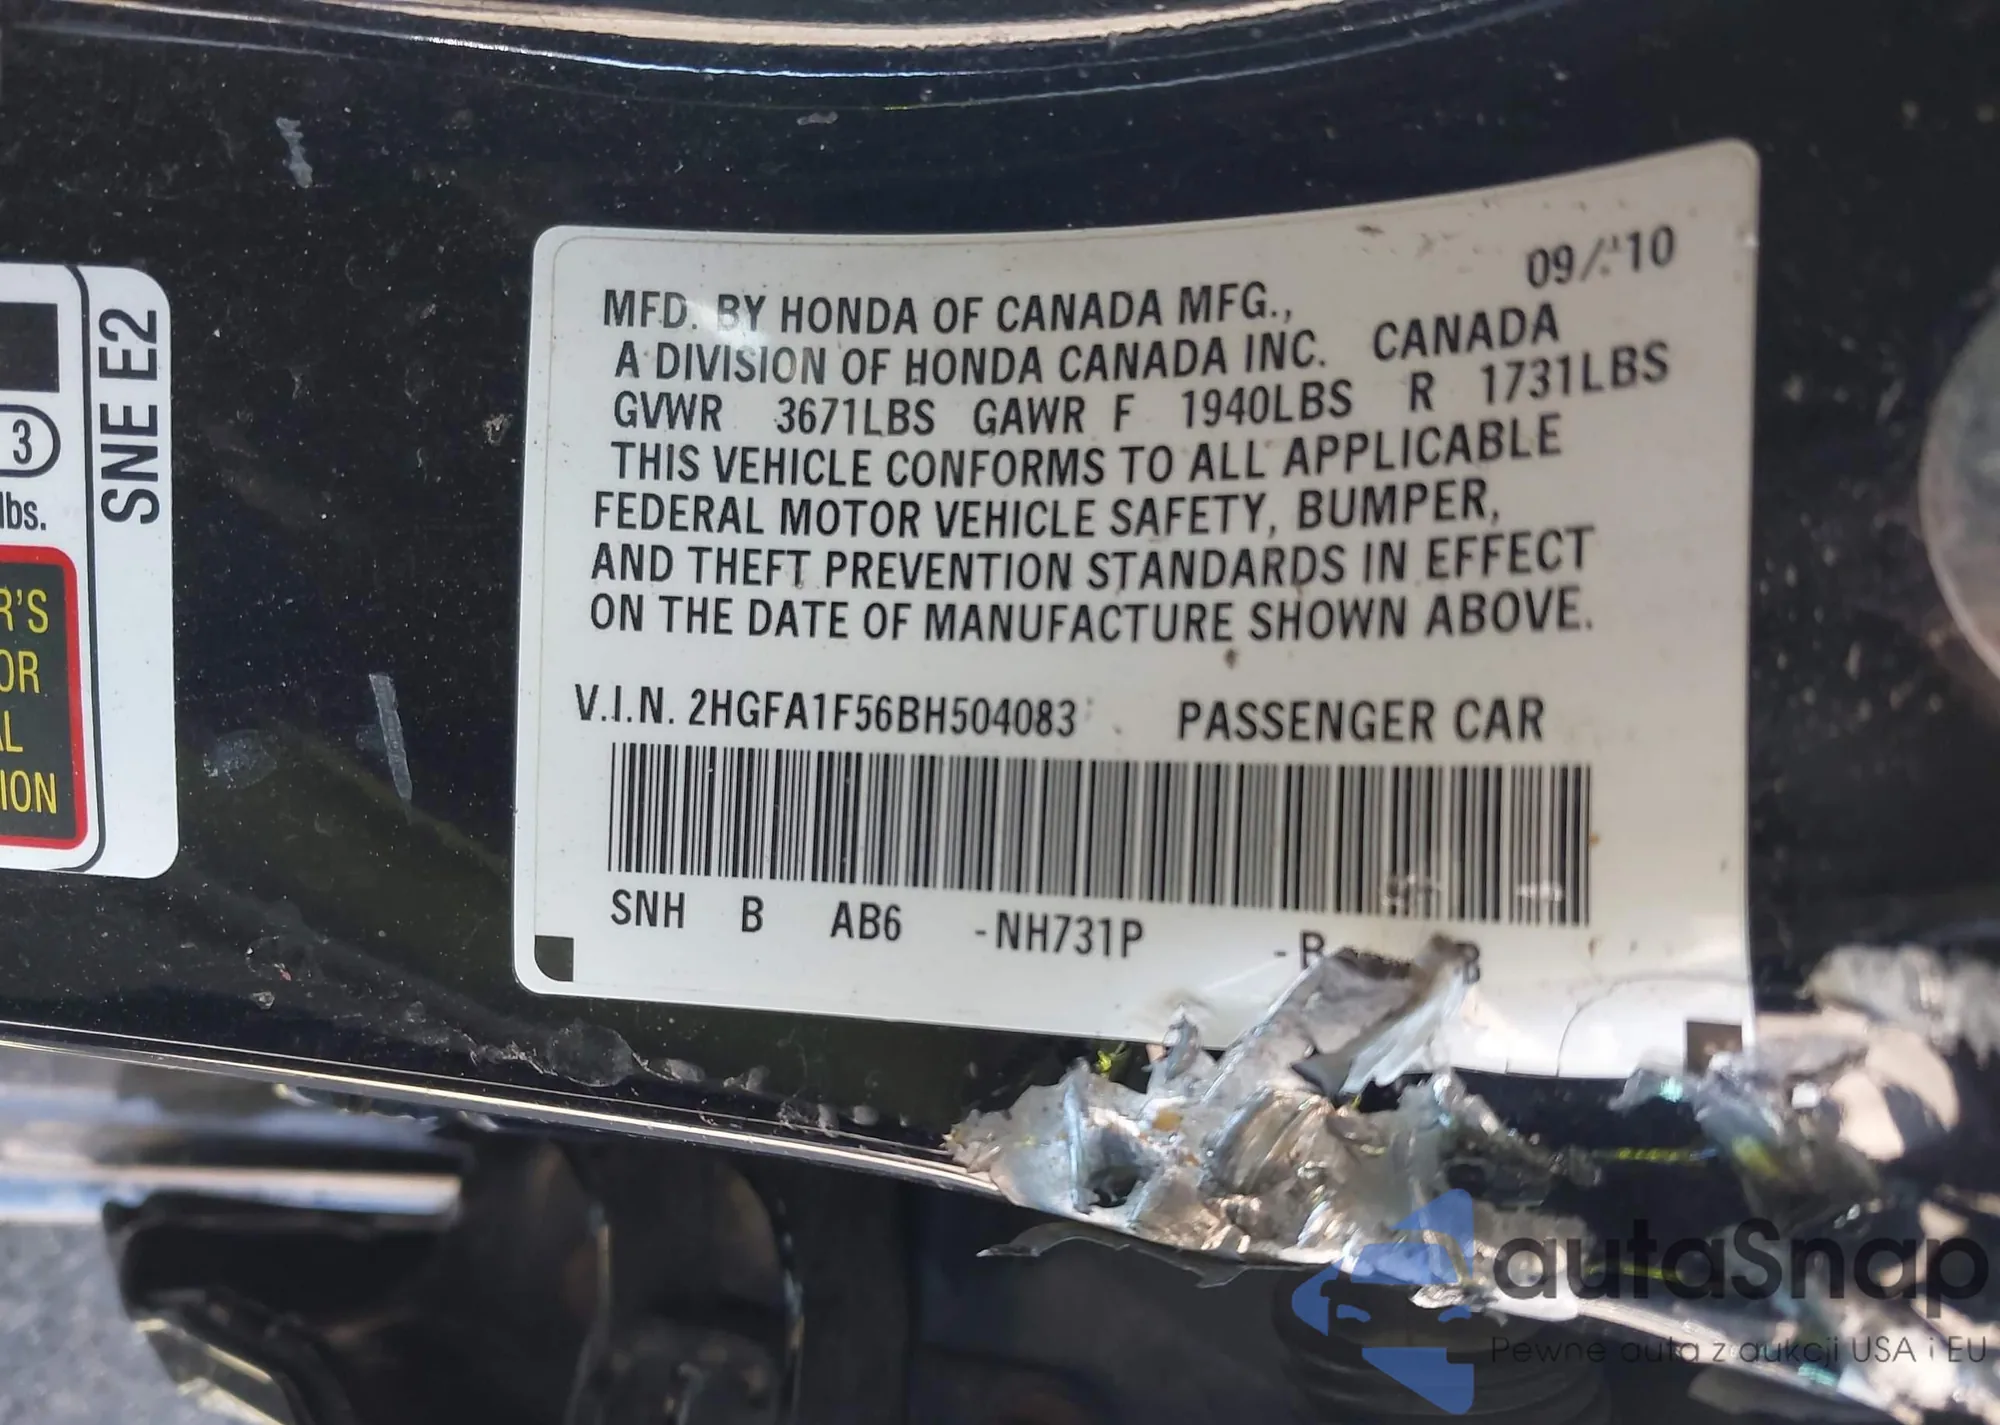 3
lbs.
R'S
OR
AL
ION
SNE E2
09/'10
MFD. BY HONDA OF CANADA MFG.,
A DIVISION OF HONDA CANADA INC. CANADA
GVWR 3671LBS GAWR F 1940LBS R 1731LBS
THIS VEHICLE CONFORMS TO ALL APPLICABLE
FEDERAL MOTOR VEHICLE SAFETY, BUMPER,
AND THEFT PREVENTION STANDARDS IN EFFECT
ON THE DATE OF MANUFACTURE SHOWN ABOVE.
V.I.N. 2HGFA1F56BH504083 PASSENGER CAR
SNH B AB6 -NH731P -B B
autaSnap
Pewne auta z aukcji USA i EU